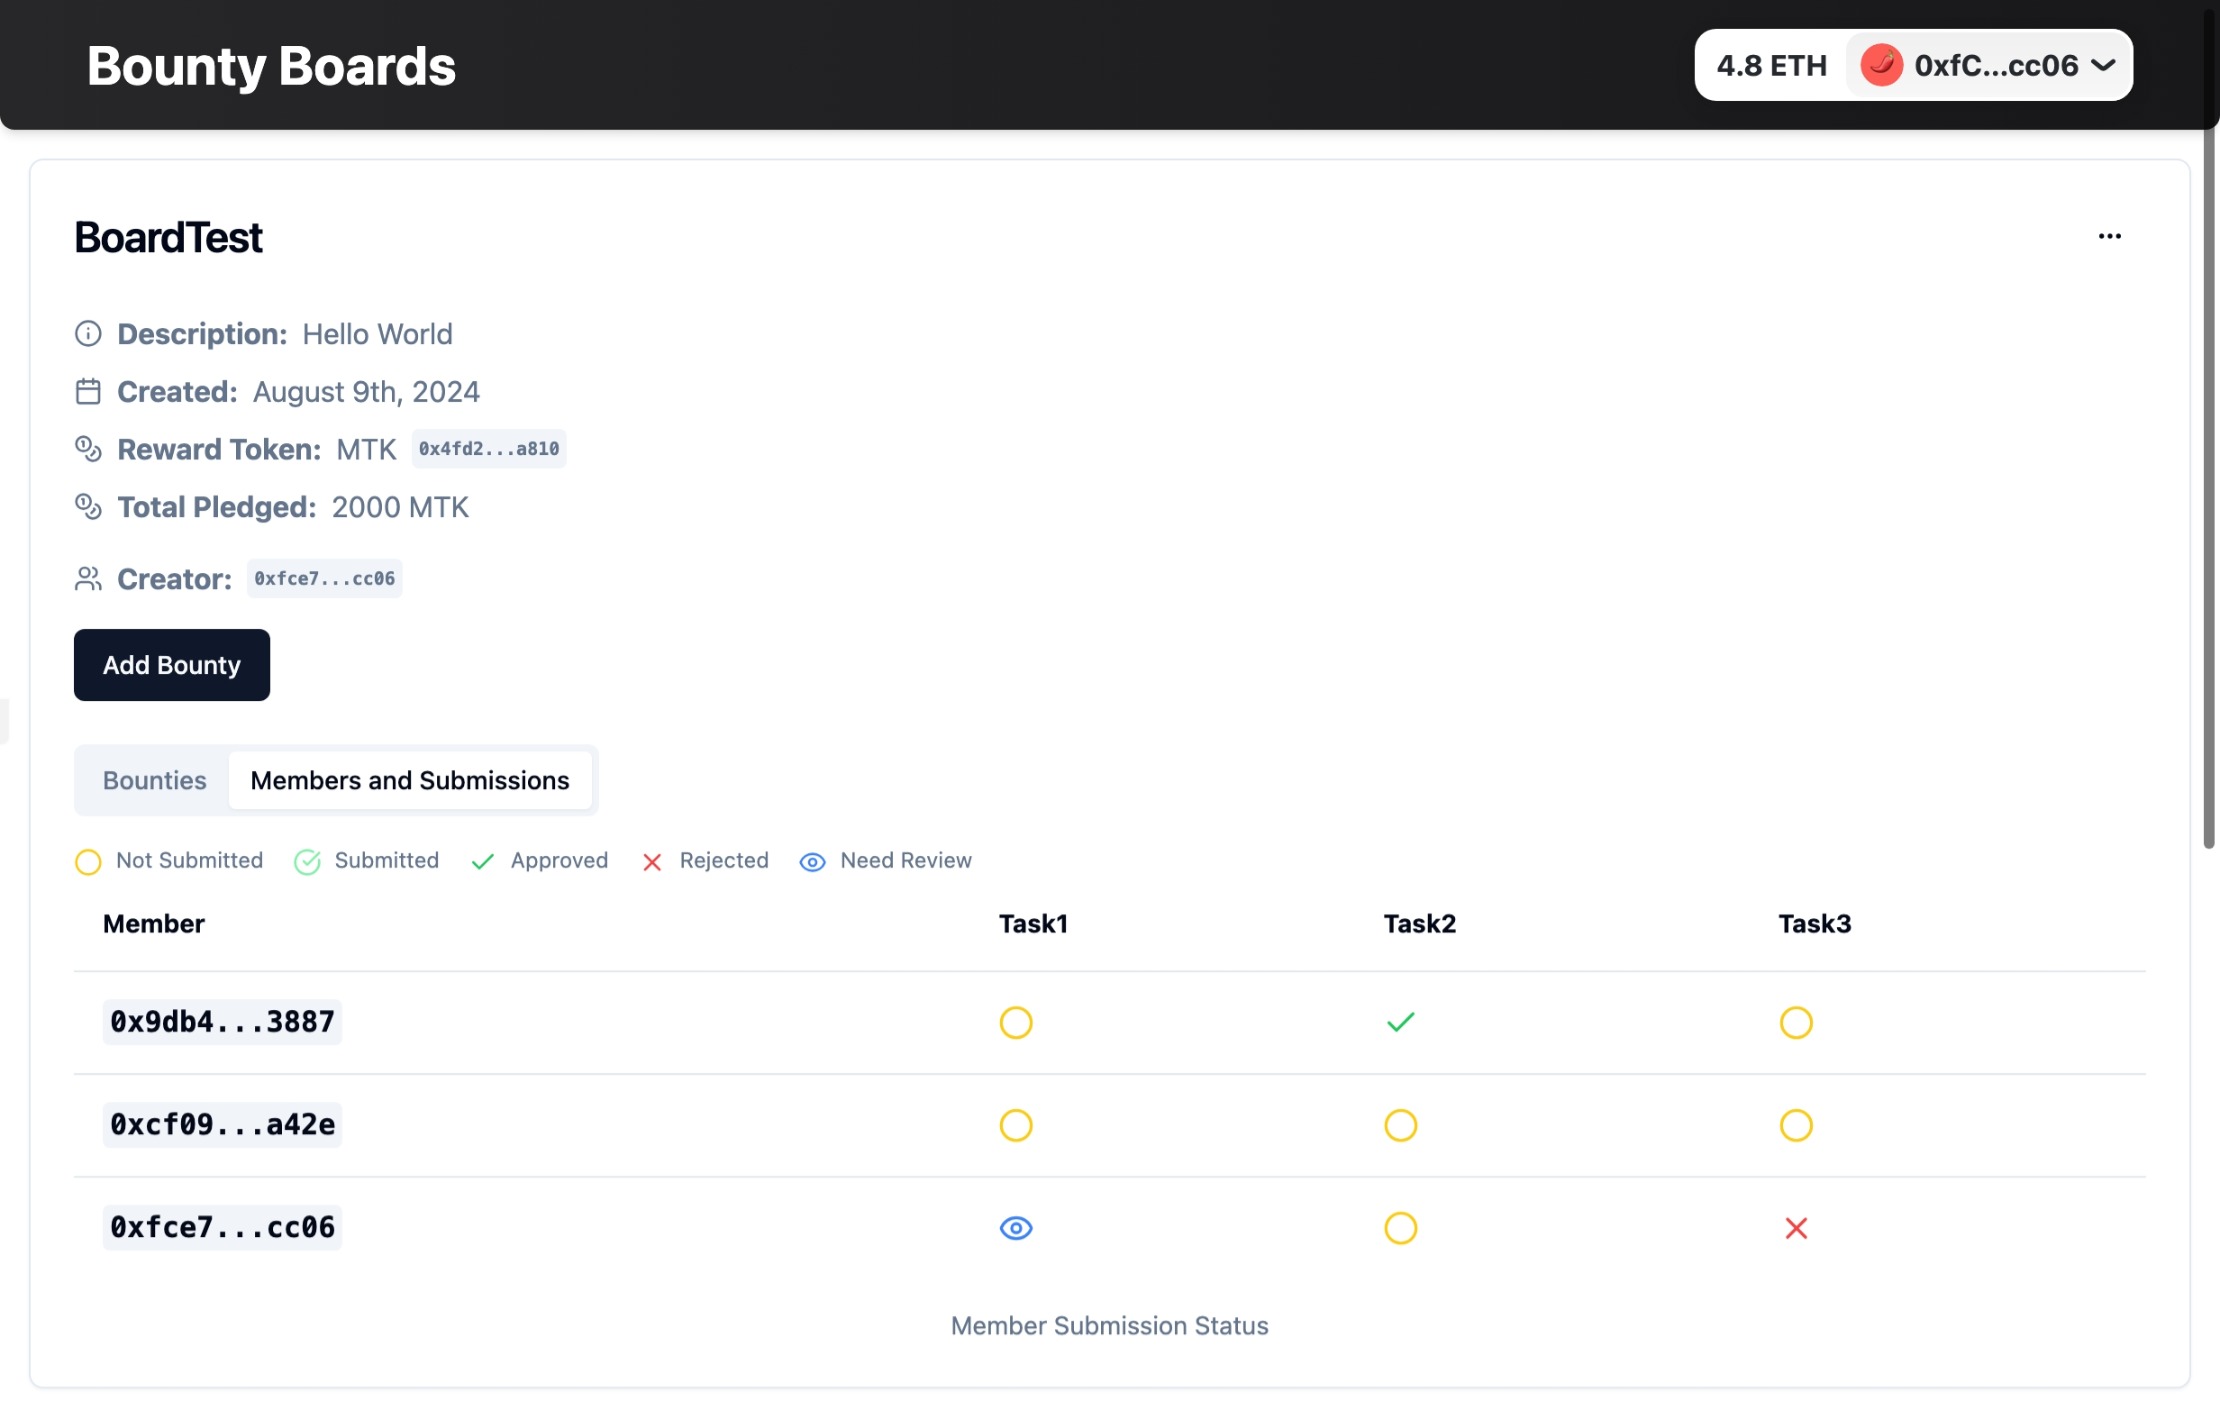 Bounty Boards
4.8 ETH 0xfC...cc06
BoardTest
Description: Hello World
Created: August 9th, 2024
Reward Token: MTK 0x4fd2...a810
Total Pledged: 2000 MTK
Creator: 0xfce7...cc06
Add Bounty
Bounties Members and Submissions
Not Submitted Submitted Approved Rejected Need Review
Member Task1 Task2 Task3
0x9db4...3887
0xcf09...a42e
0xfce7...cc06
Member Submission Status